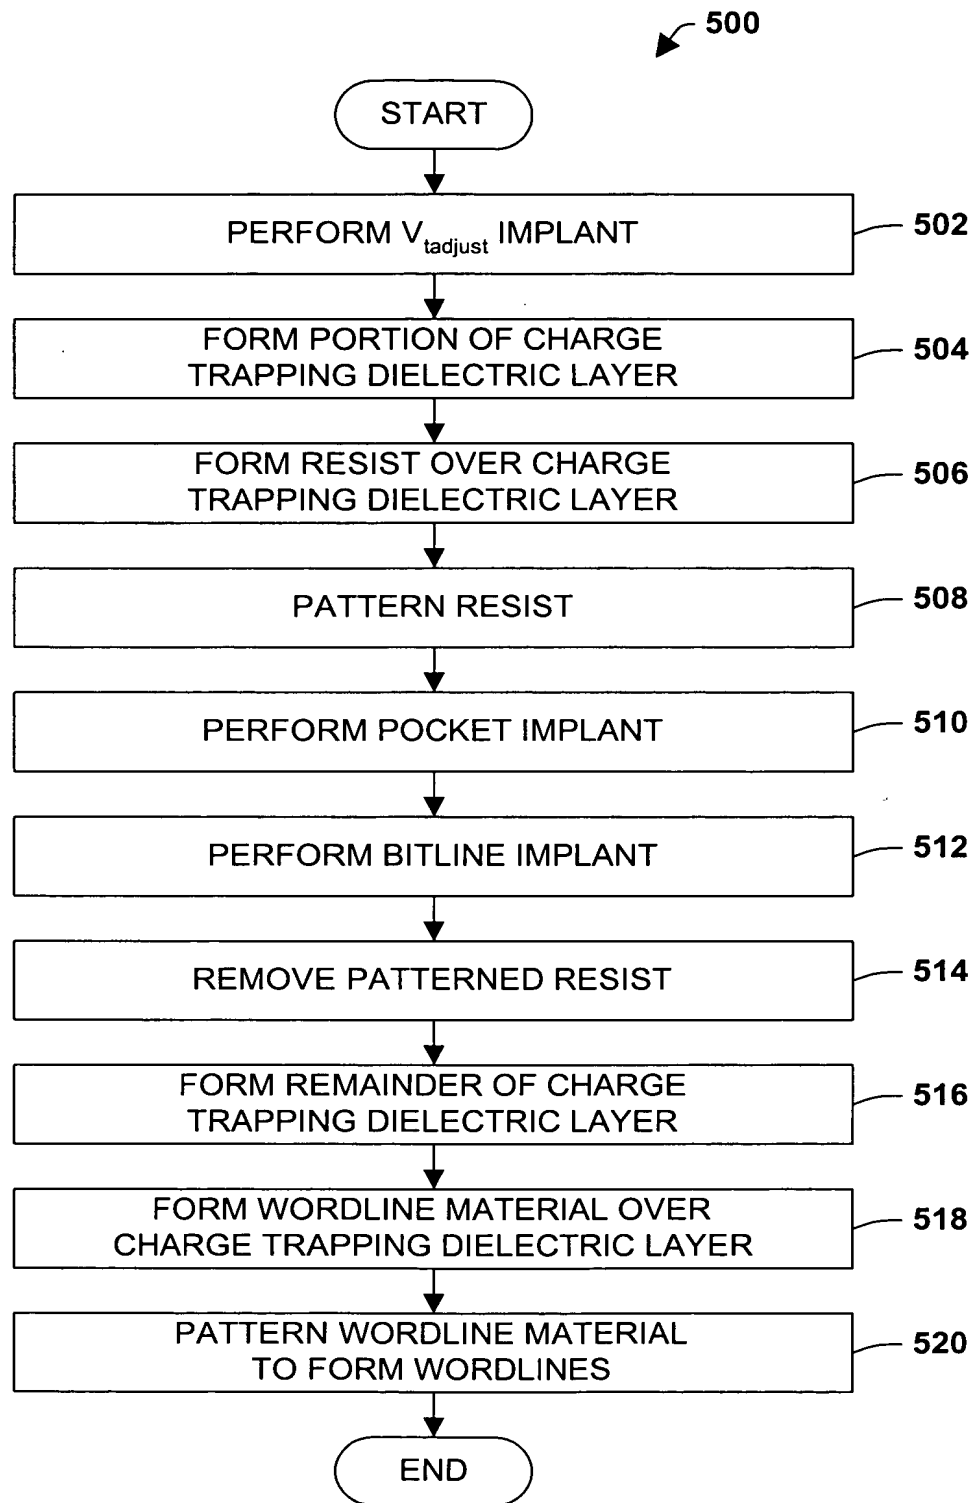 500
START
PERFORM Vtadjust IMPLANT
502
FORM PORTION OF CHARGE
TRAPPING DIELECTRIC LAYER
504
FORM RESIST OVER CHARGE
TRAPPING DIELECTRIC LAYER
506
PATTERN RESIST
508
PERFORM POCKET IMPLANT
510
PERFORM BITLINE IMPLANT
512
REMOVE PATTERNED RESIST
514
FORM REMAINDER OF CHARGE
TRAPPING DIELECTRIC LAYER
516
FORM WORDLINE MATERIAL OVER
CHARGE TRAPPING DIELECTRIC LAYER
518
PATTERN WORDLINE MATERIAL
TO FORM WORDLINES
520
END